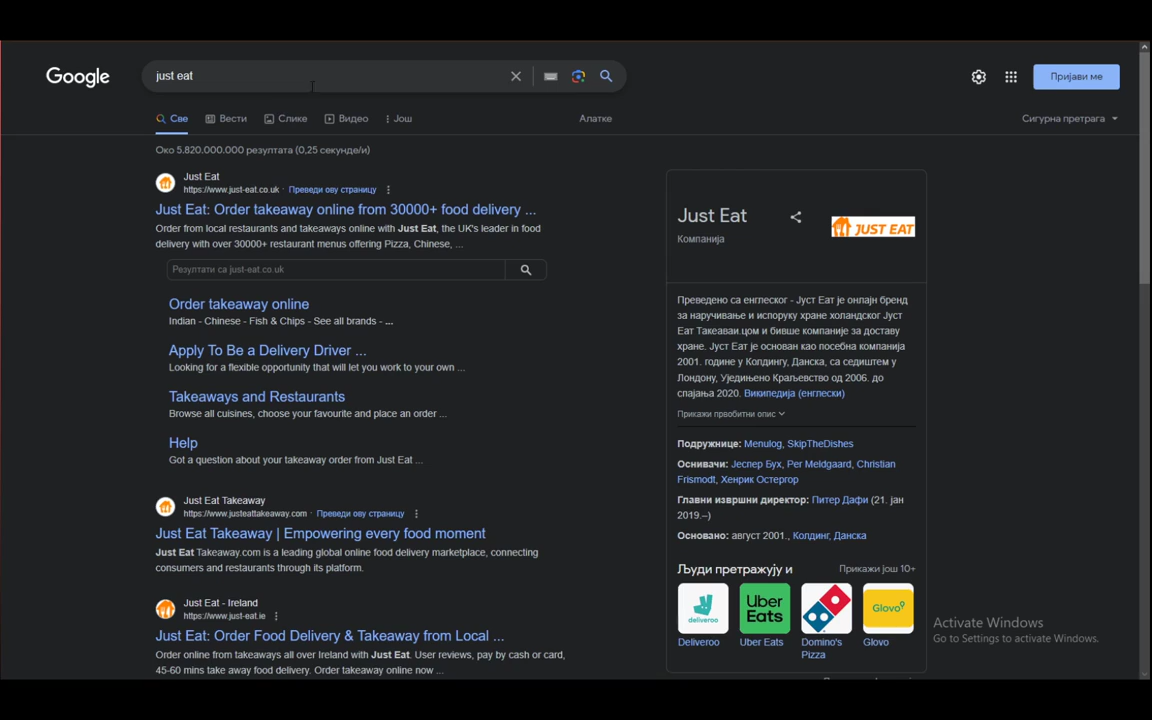 Google
just eat
Пријави ме
Све
Вести
Слике
Видео
Још
Алатке
Сигурна претрага
Око 5.820.000.000 резултата (0,25 секунде/и)
Just Eat
https://www.just-eat.co.uk · Преведи ову страницу
Just Eat: Order takeaway online from 30000+ food delivery ...
Order from local restaurants and takeaways online with Just Eat, the UK's leader in food
delivery with over 30000+ restaurant menus offering Pizza, Chinese, ...
Резултати са just-eat.co.uk
Order takeaway online
Indian - Chinese - Fish & Chips - See all brands - ...
Apply To Be a Delivery Driver ...
Looking for a flexible opportunity that will let you work to your own ...
Takeaways and Restaurants
Browse all cuisines, choose your favourite and place an order ...
Help
Got a question about your takeaway order from Just Eat ...
Just Eat Takeaway
https://www.justeattakeaway.com · Преведи ову страницу
Just Eat Takeaway | Empowering every food moment
Just Eat Takeaway.com is a leading global online food delivery marketplace, connecting
consumers and restaurants through its platform.
Just Eat - Ireland
https://www.just-eat.ie
Just Eat: Order Food Delivery & Takeaway from Local ...
Order online from takeaways all over Ireland with Just Eat. User reviews, pay by cash or card,
45-60 mins take away food delivery. Order takeaway online now ...
Just Eat
JUST EAT
Компанија
Преведено са енглеског - Јуст Еат је онлајн бренд
за наручивање и испоруку хране холандског Јуст
Еат Такеаваи.цом и бивше компаније за доставу
хране. Јуст Еат је основан као посебна компанија
2001. године у Колдингу, Данска, са седиштем у
Лондону, Уједињено Краљевство од 2006. до
спајања 2020. Википедија (енглески)
Прикажи првобитни опис
Подружнице: Menulog, SkipTheDishes
Оснивачи: Јеспер Бух, Per Meldgaard, Christian
Frismodt, Хенрик Остергор
Главни извршни директор: Питер Дафи (21. јан
2019.–)
Основано: август 2001., Колдинг, Данска
Људи претражују и
Прикажи још 10+
deliveroo
Uber
Eats
Glovo
Deliveroo
Uber Eats
Domino's
Pizza
Glovo
Activate Windows
Go to Settings to activate Windows.